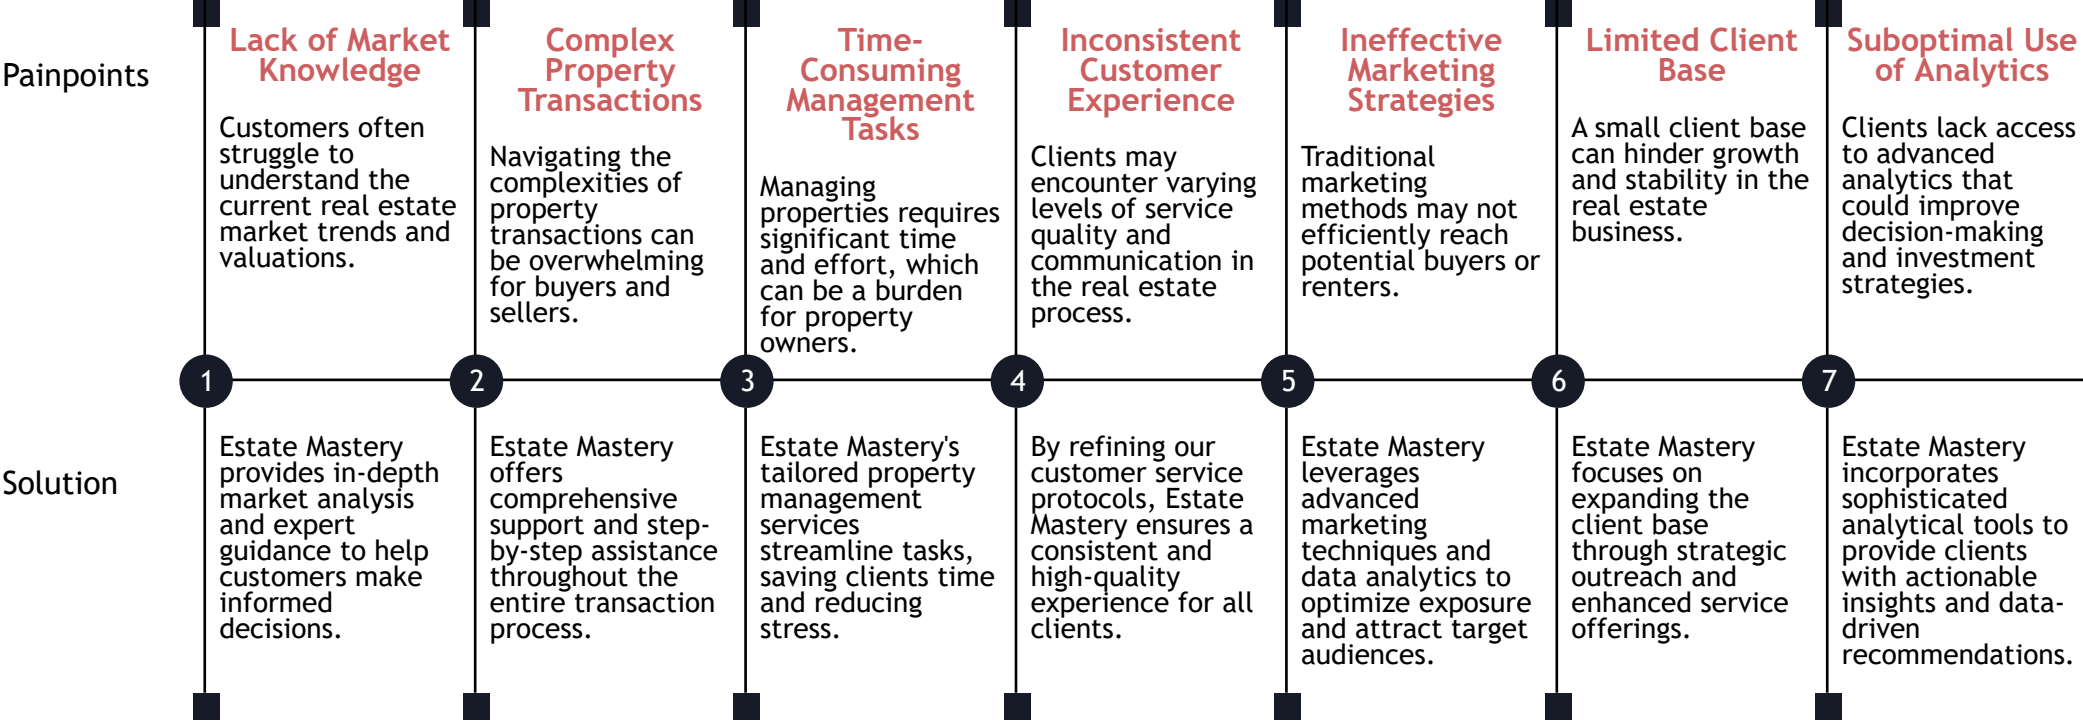 Painpoints
Lack of Market
Knowledge
Customers often
struggle to
understand the
current real estate
market trends and
valuations.
Complex
Property
Transactions
Navigating the
complexities of
property
transactions can
be overwhelming
for buyers and
sellers.
Time-
Consuming
Management
Tasks
Managing
properties requires
significant time
and effort, which
can be a burden
for property
owners.
Inconsistent
Customer
Experience
Clients may
encounter varying
levels of service
quality and
communication in
the real estate
process.
Ineffective
Marketing
Strategies
Traditional
marketing
methods may not
efficiently reach
potential buyers or
renters.
Limited Client
Base
A small client base
can hinder growth
and stability in the
real estate
business.
Suboptimal Use
of Analytics
Clients lack access
to advanced
analytics that
could improve
decision-making
and investment
strategies.
1
2
3
4
5
6
7
Solution
Estate Mastery
provides in-depth
market analysis
and expert
guidance to help
customers make
informed
decisions.
Estate Mastery
offers
comprehensive
support and step-
by-step assistance
throughout the
entire transaction
process.
Estate Mastery's
tailored property
management
services
streamline tasks,
saving clients time
and reducing
stress.
By refining our
customer service
protocols, Estate
Mastery ensures a
consistent and
high-quality
experience for all
clients.
Estate Mastery
leverages
advanced
marketing
techniques and
data analytics to
optimize exposure
and attract target
audiences.
Estate Mastery
focuses on
expanding the
client base
through strategic
outreach and
enhanced service
offerings.
Estate Mastery
incorporates
sophisticated
analytical tools to
provide clients
with actionable
insights and data-
driven
recommendations.